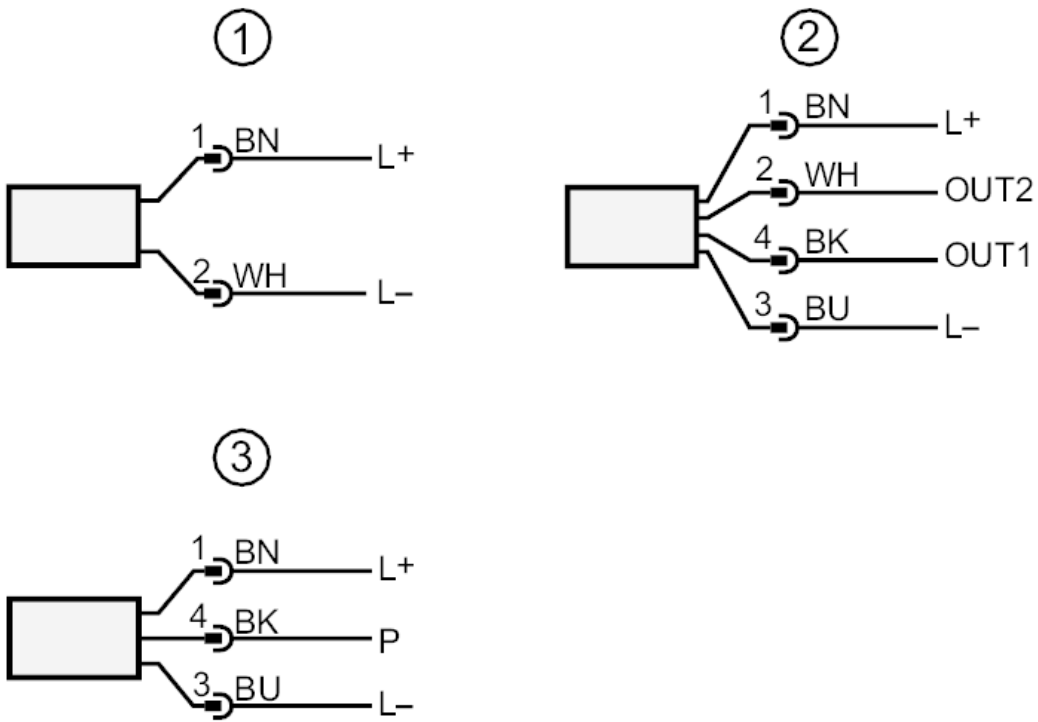 1
1 BN L+
2 WH L–
2
1 BN L+
2 WH OUT2
4 BK OUT1
3 BU L–
3
1 BN L+
4 BK P
3 BU L–